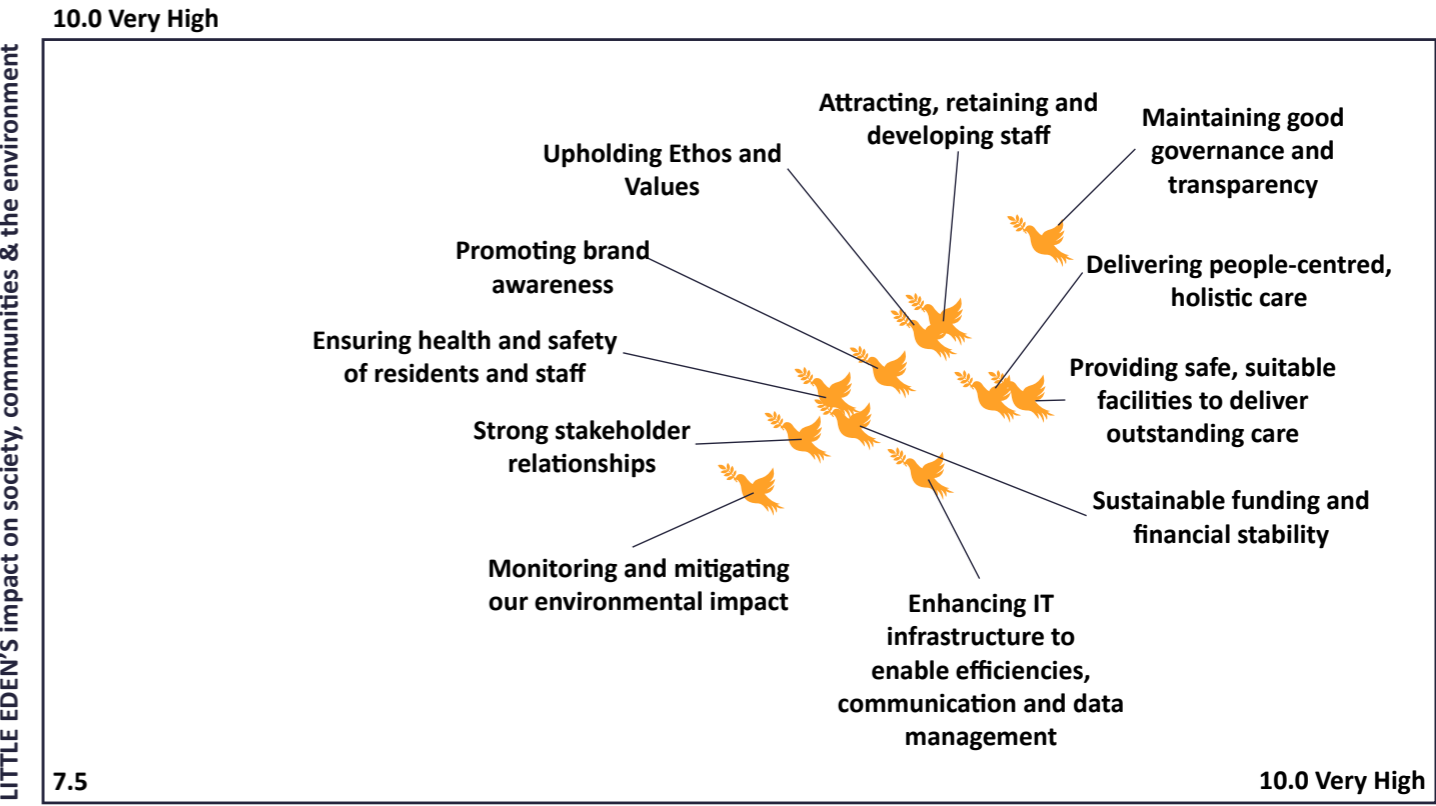 10.0 Very High
LITTLE EDEN'S impact on society, communities & the environment
Attracting, retaining and
developing staff
Maintaining good
governance and
transparency
Upholding Ethos and
Values
Promoting brand
awareness
Delivering people-centred,
holistic care
Ensuring health and safety
of residents and staff
Providing safe, suitable
facilities to deliver
outstanding care
Strong stakeholder
relationships
Sustainable funding and
financial stability
Monitoring and mitigating
our environmental impact
Enhancing IT
infrastructure to
enable efficiencies,
communication and data
management
7.5
10.0 Very High